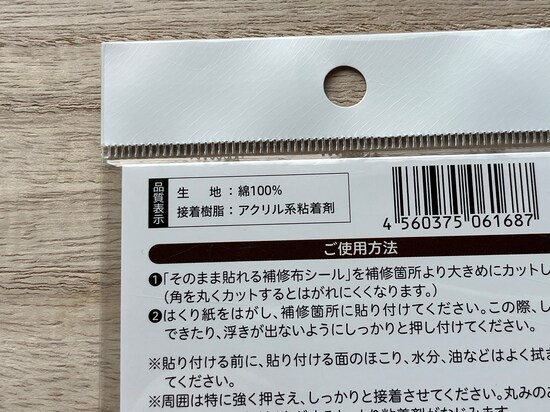 品質表示
生 地：綿100%
接着樹脂：アクリル系粘着剤
4 560375 061687
ご使用方法
❶「そのまま貼れる補修布シール」を補修箇所より大きめにカットし
（角を丸くカットするとはがれにくくなります。）
❷はくり紙をはがし、補修箇所に貼り付けてください。この際、し
できたり、浮きが出ないようにしっかりと押し付けてください。
※貼り付ける前に、貼り付ける面のほこり、水分、油などはよく拭き
てください。
※周囲は特に強く押さえ、しっかりと接着させてください。丸みの